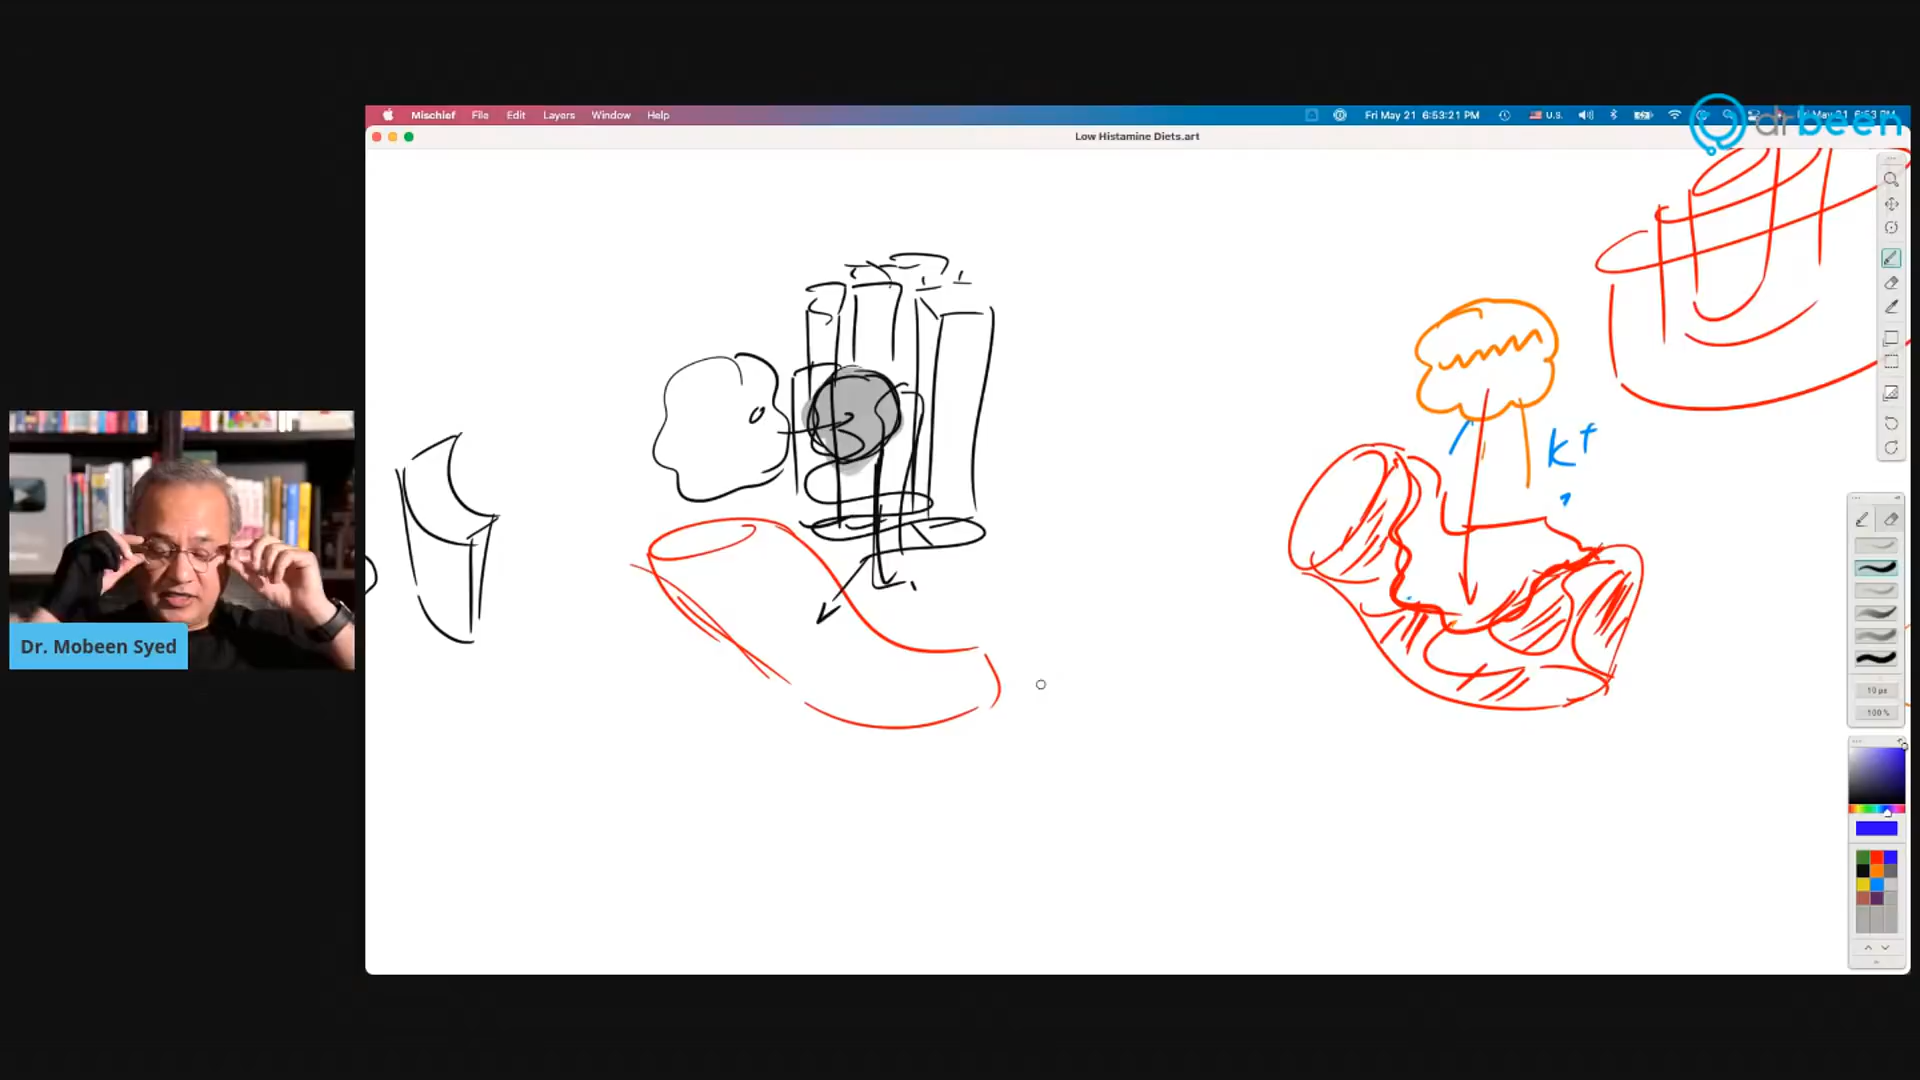 Mischief File Edit Layers Window Help
Fri May 21 6:53:21 PM
U.S.
drbeen
Low Histamine Diets.art
K+
Dr. Mobeen Syed
10 px
100 %